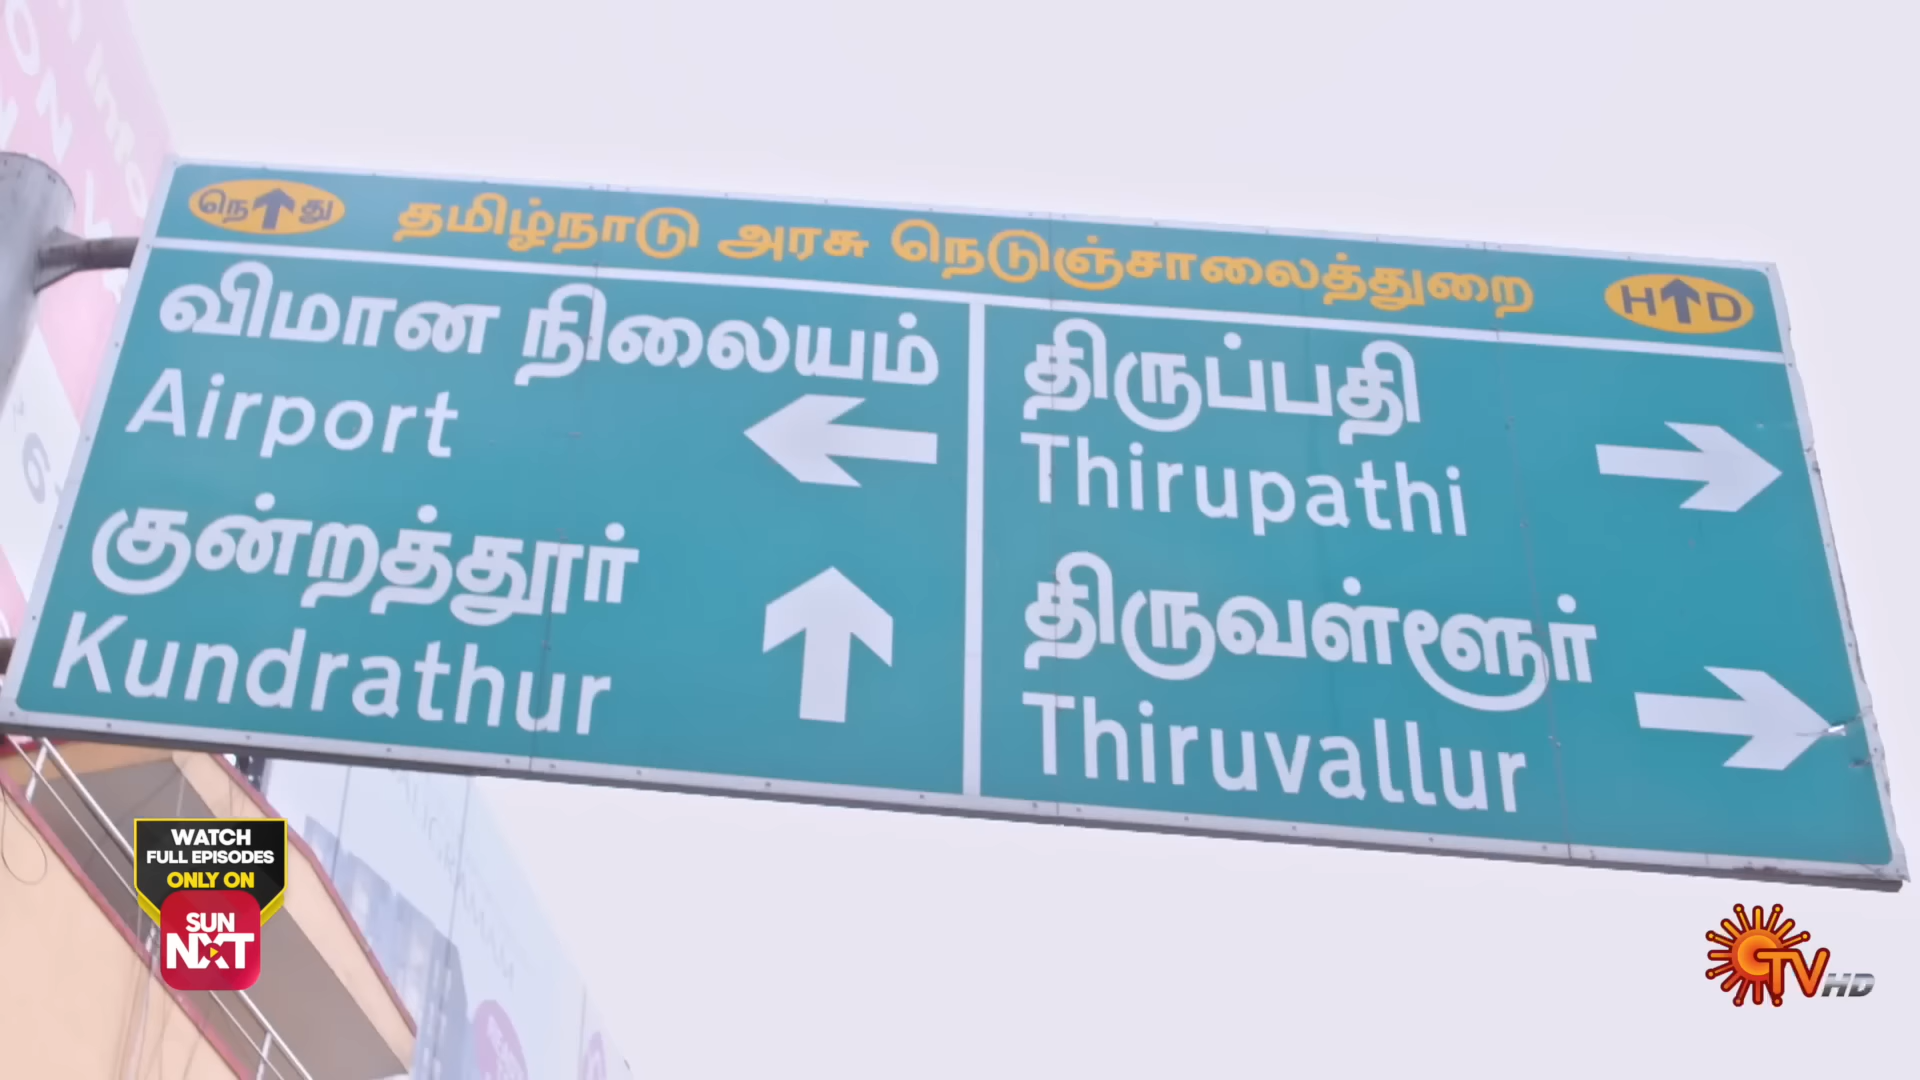 நெ து
தமிழ்நாடு அரசு நெடுஞ்சாலைத்துறை
H D
விமான நிலையம்
Airport
குன்றத்தூர்
Kundrathur
திருப்பதி
Thirupathi
திருவள்ளூர்
Thiruvallur
WATCH
FULL EPISODES
ONLY ON
SUN
NXT
TV HD